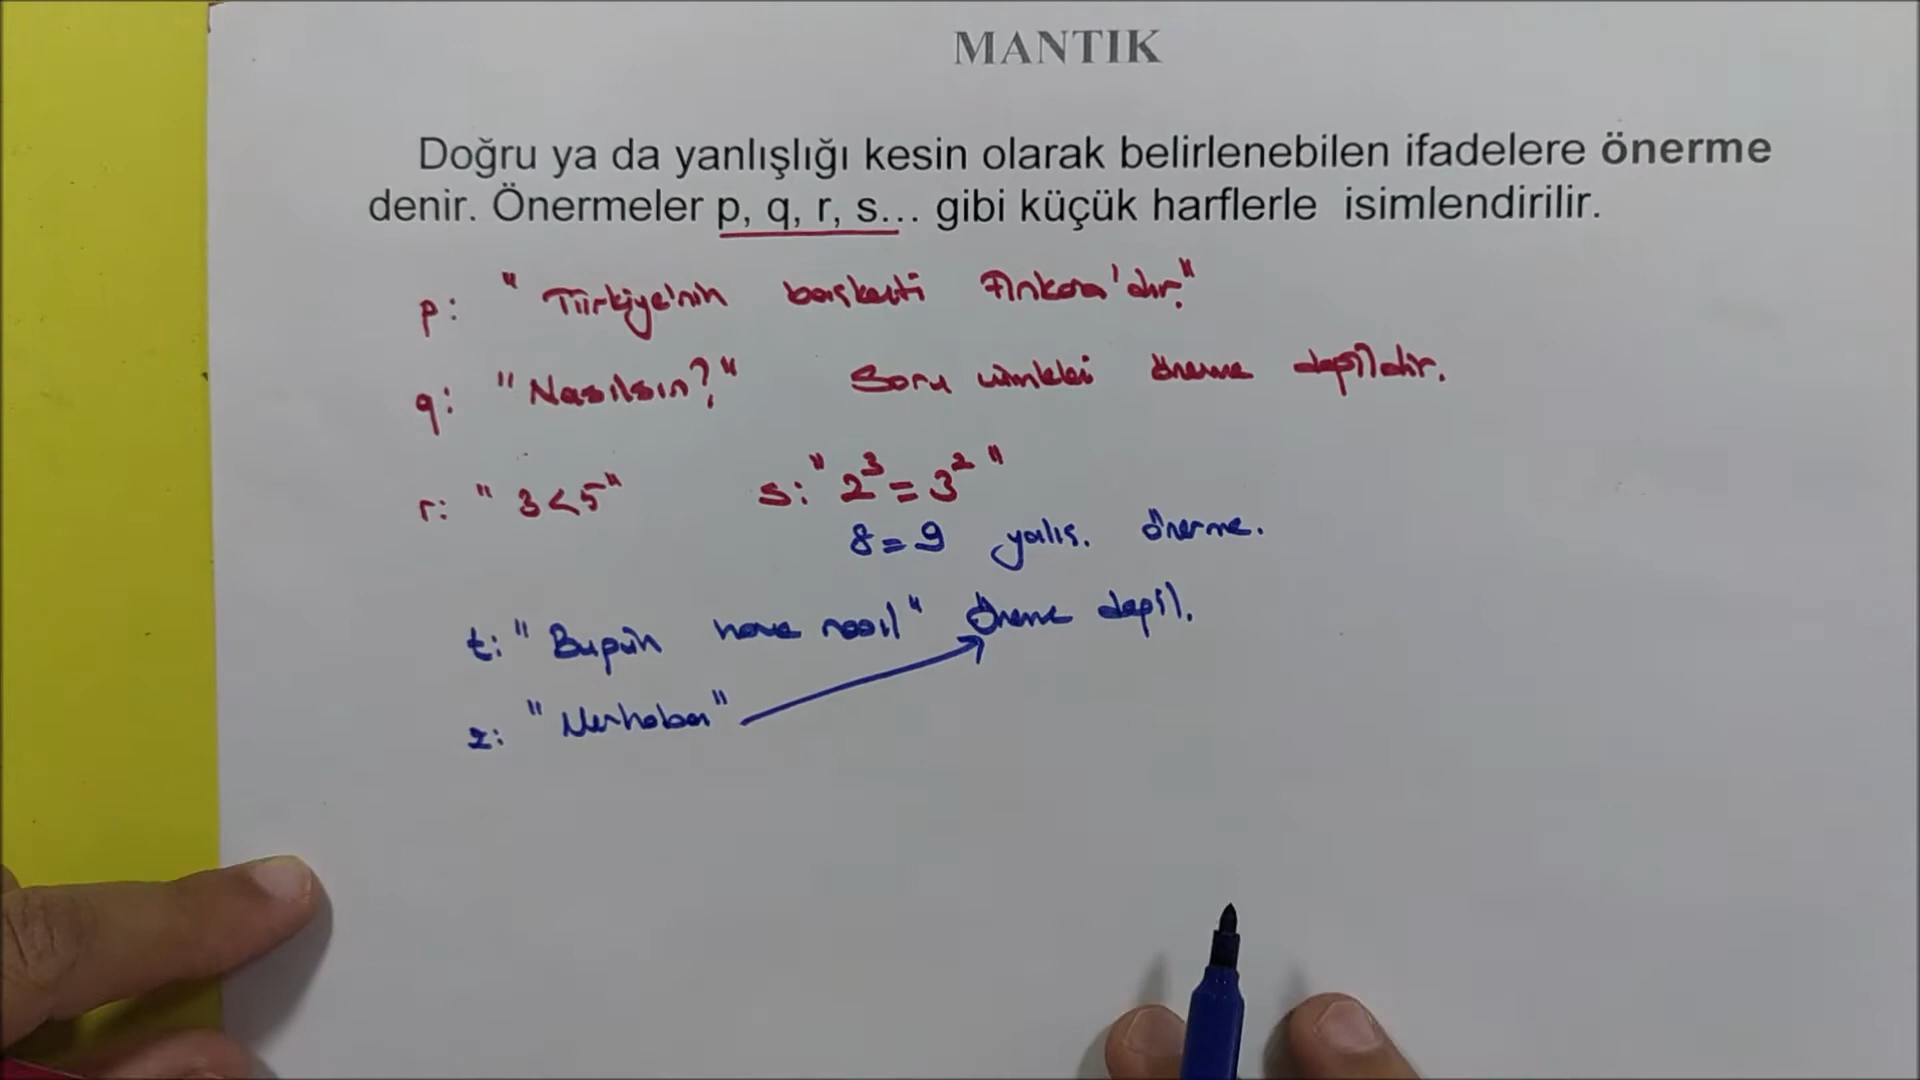 MANTIK
Doğru ya da yanlışlığı kesin olarak belirlenebilen ifadelere önerme
denir. Önermeler p, q, r, s... gibi küçük harflerle isimlendirilir.
p: "Türkiye'nin başkenti Ankara'dır."
q: "Nasılsın?" Soru cümlesi önerme değildir.
r: "3<5" s: "2³=3²"
8=9 yalış. önerme.
t: "Bugün hava nasıl" Önerme değil.
z: "Merhaba"